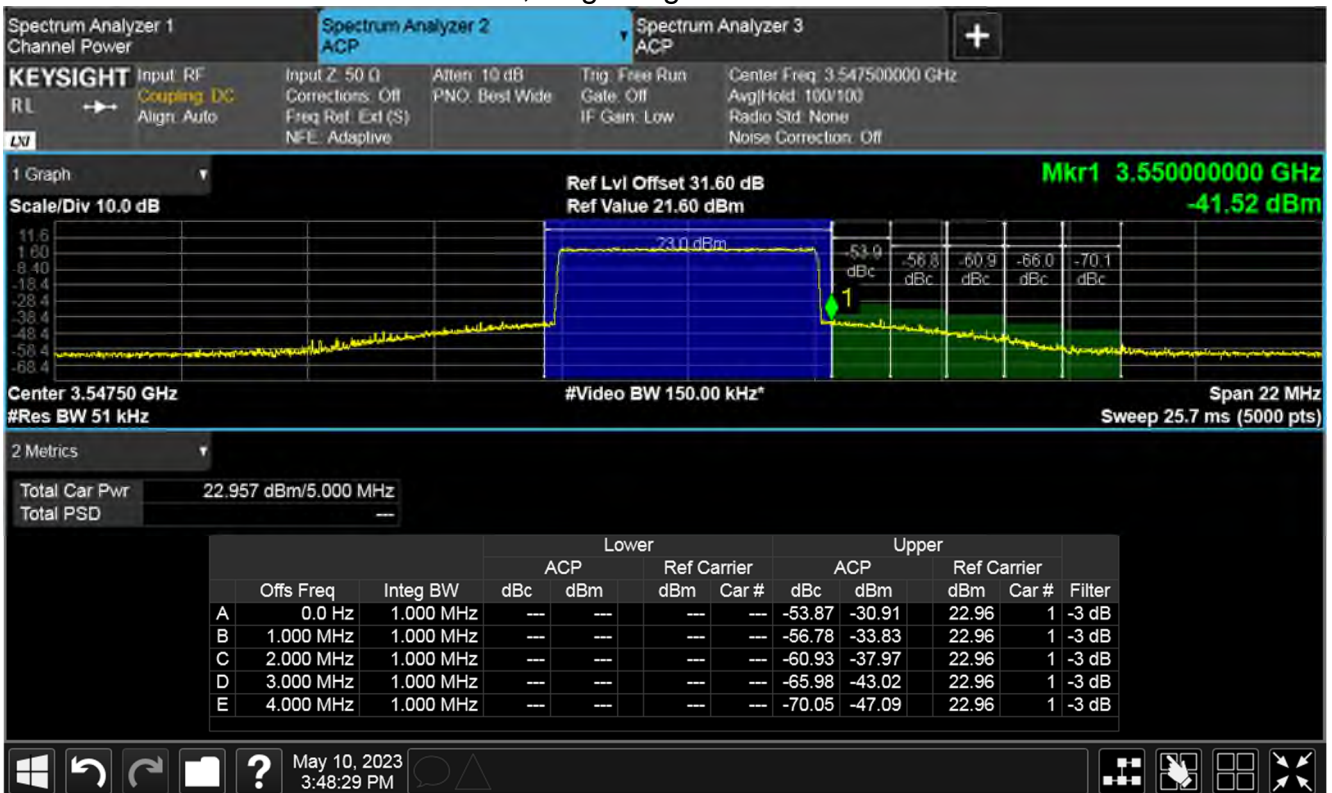 Spectrum Analyzer 1
Channel Power
Spectrum Analyzer 2
ACP
Spectrum Analyzer 3
ACP
KEYSIGHT
RL
LXI
Input: RF
Coupling: DC
Align: Auto
Input Z: 50 Ω
Corrections: Off
Freq Ref: Ext (S)
NFE: Adaptive
Atten: 10 dB
PNO: Best Wide
Trig: Free Run
Gate: Off
IF Gain: Low
Center Freq: 3.547500000 GHz
Avg|Hold: 100/100
Radio Std: None
Noise Correction: Off
1 Graph
Scale/Div 10.0 dB
Ref Lvl Offset 31.60 dB
Ref Value 21.60 dBm
Mkr1 3.550000000 GHz
-41.52 dBm
11.6
1.60
-8.40
-18.4
-28.4
-38.4
-48.4
-58.4
-68.4
23.0 dBm
-53.9 dBc
-56.8 dBc
-60.9 dBc
-66.0 dBc
-70.1 dBc
1
Center 3.54750 GHz
#Res BW 51 kHz
#Video BW 150.00 kHz*
Span 22 MHz
Sweep 25.7 ms (5000 pts)
2 Metrics
Total Car Pwr 22.957 dBm/5.000 MHz
Total PSD ---
Lower Upper
ACP Ref Carrier ACP Ref Carrier
Offs Freq Integ BW dBc dBm dBm Car # dBc dBm dBm Car # Filter
A 0.0 Hz 1.000 MHz --- --- --- --- -53.87 -30.91 22.96 1 -3 dB
B 1.000 MHz 1.000 MHz --- --- --- --- -56.78 -33.83 22.96 1 -3 dB
C 2.000 MHz 1.000 MHz --- --- --- --- -60.93 -37.97 22.96 1 -3 dB
D 3.000 MHz 1.000 MHz --- --- --- --- -65.98 -43.02 22.96 1 -3 dB
E 4.000 MHz 1.000 MHz --- --- --- --- -70.05 -47.09 22.96 1 -3 dB
?
May 10, 2023
3:48:29 PM